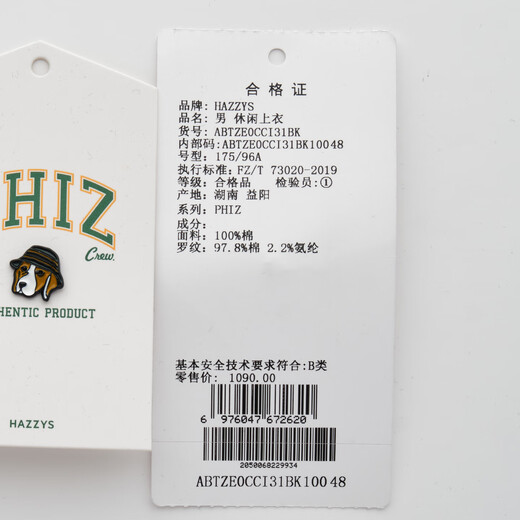 HIZ
Crew.
HENTIC PRODUCT
HAZZYS
合格证
品牌: HAZZYS
品名: 男 休闲上衣
货号: ABTZE0CCI31BK
内部码: ABTZE0CCI31BK10048
号型: 175/96A
执行标准: FZ/T 73020-2019
等级: 合格品 检验员:①
产地: 湖南 益阳
系列: PHIZ
成分:
面料: 100%棉
罗纹: 97.8%棉 2.2%氨纶
基本安全技术要求符合:B类
零售价: 1090.00
6 976047 672620
2050068229934
ABTZE0CCI31BK10048